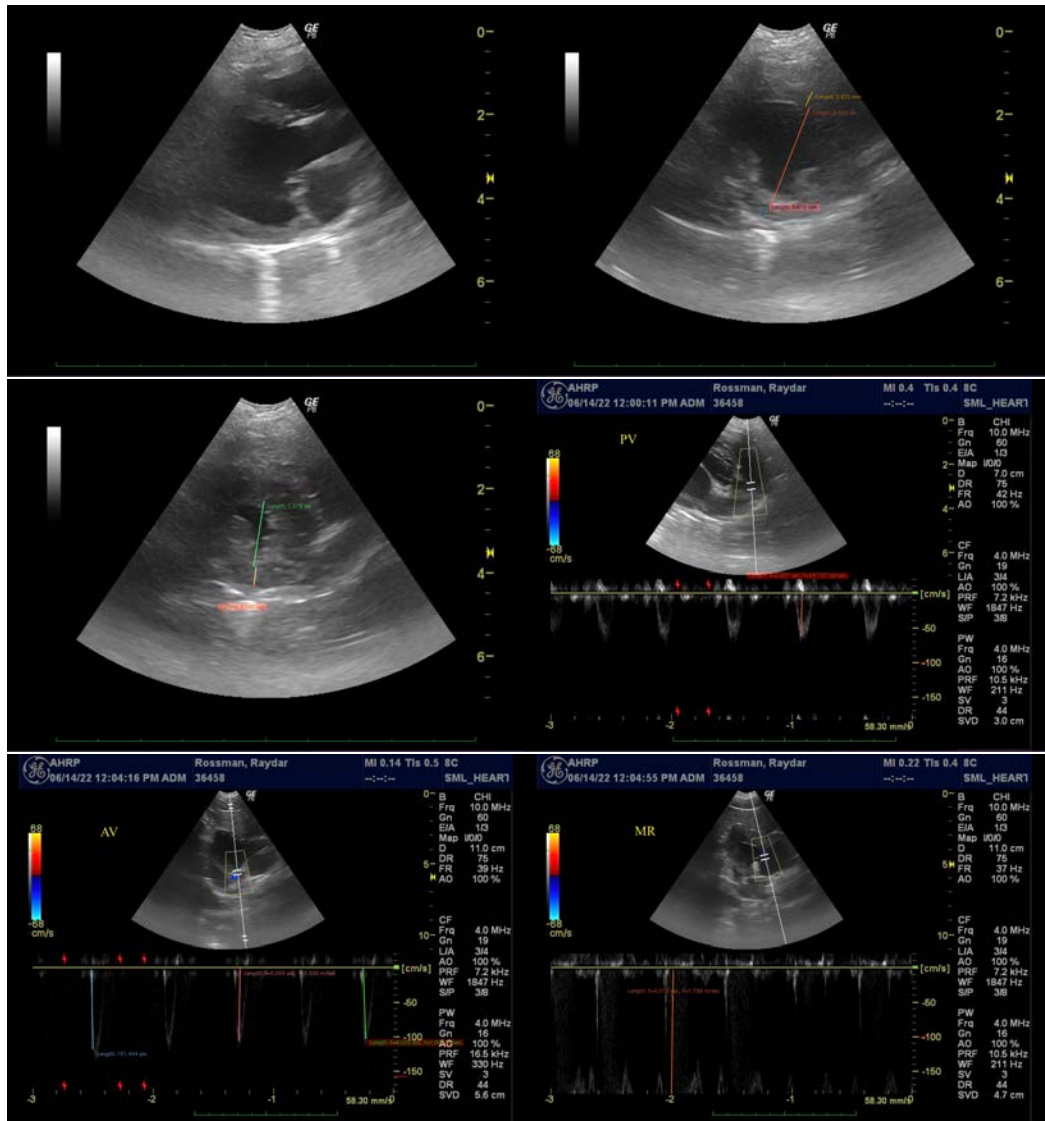 GE
0
2
4
6
GE
0
2
4
6
GE
0
2
4
6
AHRP Rossman, Raydar MI 0.4 TIs 0.4 8C
06/14/22 12:00:11 PM ADM 36458 --:--:-- SML_HEART
PV
B CHI
Frq 10.0 MHz
Gn 60
E/A 1/3
Map I/0/0
D 7.0 cm
DR 75
FR 42 Hz
AO 100 %
CF
Frq 4.0 MHz
Gn 19
L/A 3/4
AO 100 %
PRF 7.2 kHz
WF 1847 Hz
S/P 3/8
PW
Frq 4.0 MHz
Gn 16
AO 100 %
PRF 10.5 kHz
WF 211 Hz
SV 3
DR 44
SVD 3.0 cm
68
-68
cm/s
0
2
4
6
[cm/s]
-50
-100
-150
-3 -2 -1 0
58.30 mm/s
AHRP Rossman, Raydar MI 0.14 TIs 0.5 8C
06/14/22 12:04:16 PM ADM 36458 --:--:-- SML_HEART
AV
B CHI
Frq 10.0 MHz
Gn 60
E/A 1/3
Map I/0/0
D 11.0 cm
DR 75
FR 39 Hz
AO 100 %
CF
Frq 4.0 MHz
Gn 19
L/A 3/4
AO 100 %
PRF 7.2 kHz
WF 1847 Hz
S/P 3/8
PW
Frq 4.0 MHz
Gn 16
AO 100 %
PRF 16.5 kHz
WF 330 Hz
SV 3
DR 44
SVD 5.6 cm
68
-68
cm/s
0
5
10
[cm/s]
-50
-100
-150
-3 -2 -1 0
58.30 mm/s
AHRP Rossman, Raydar MI 0.22 TIs 0.4 8C
06/14/22 12:04:55 PM ADM 36458 --:--:-- SML_HEART
MR
B CHI
Frq 10.0 MHz
Gn 60
E/A 1/3
Map I/0/0
D 11.0 cm
DR 75
FR 37 Hz
AO 100 %
CF
Frq 4.0 MHz
Gn 19
L/A 3/4
AO 100 %
PRF 7.2 kHz
WF 1847 Hz
S/P 3/8
PW
Frq 4.0 MHz
Gn 16
AO 100 %
PRF 10.5 kHz
WF 211 Hz
SV 3
DR 44
SVD 4.7 cm
68
-68
cm/s
0
5
10
[cm/s]
-50
-100
-150
-3 -2 -1 0
58.30 mm/s